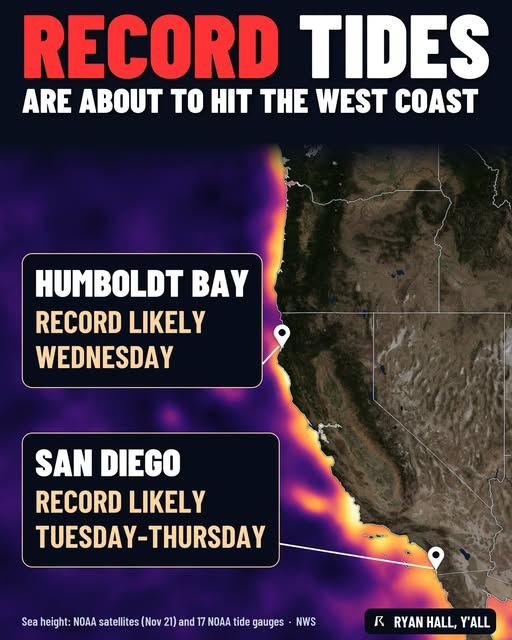 RECORD TIDES
ARE ABOUT TO HIT THE WEST COAST
HUMBOLDT BAY
RECORD LIKELY
WEDNESDAY
SAN DIEGO
RECORD LIKELY
TUESDAY-THURSDAY
Sea height: NOAA satellites (Nov 21) and 17 NOAA tide gauges · NWS
RYAN HALL, Y'ALL